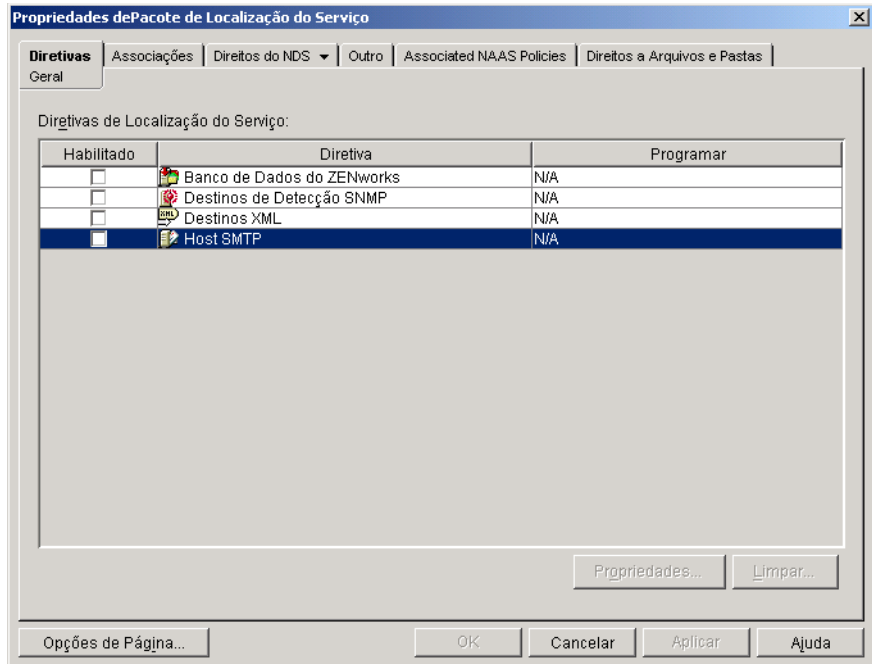 Propriedades dePacote de Localização do Serviço
Diretivas Associações Direitos do NDS Outro Associated NAAS Policies Direitos a Arquivos e Pastas
Geral
Diretivas de Localização do Serviço:
Habilitado Diretiva Programar
Banco de Dados do ZENworks N/A
Destinos de Detecção SNMP N/A
XML Destinos XML N/A
Host SMTP N/A
Propriedades... Limpar...
Opções de Página... OK Cancelar Aplicar Ajuda